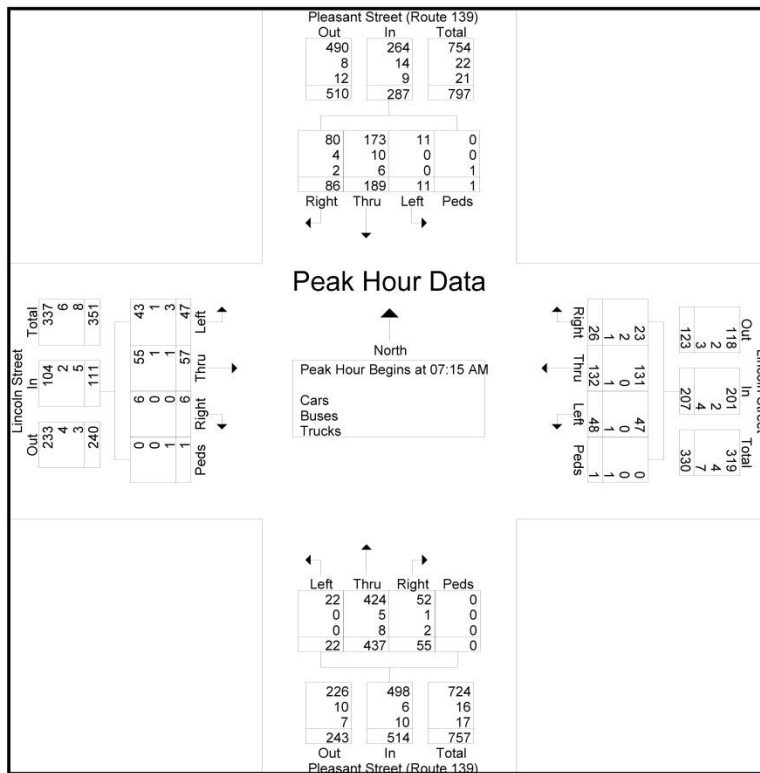 Pleasant Street (Route 139)
Out In Total
490 264 754
8 14 22
12 9 21
510 287 797
80 173 11 0
4 10 0 0
2 6 0 1
86 189 11 1
Right Thru Left Peds
Peak Hour Data
North
Peak Hour Begins at 07:15 AM
Cars
Buses
Trucks
Lincoln Street
Out In Total
233 104 337
4 2 6
3 5 8
240 111 351
0 6 55 43
0 0 1 1
1 0 1 3
1 6 57 47
Peds Right Thru Left
Lincoln Street
Out In Total
118 201 319
2 2 4
3 4 7
123 207 330
23 131 47 0
2 0 0 0
1 1 1 1
26 132 48 1
Right Thru Left Peds
Left Thru Right Peds
22 424 52 0
0 5 1 0
0 8 2 0
22 437 55 0
226 498 724
10 6 16
7 10 17
243 514 757
Out In Total
Pleasant Street (Route 139)